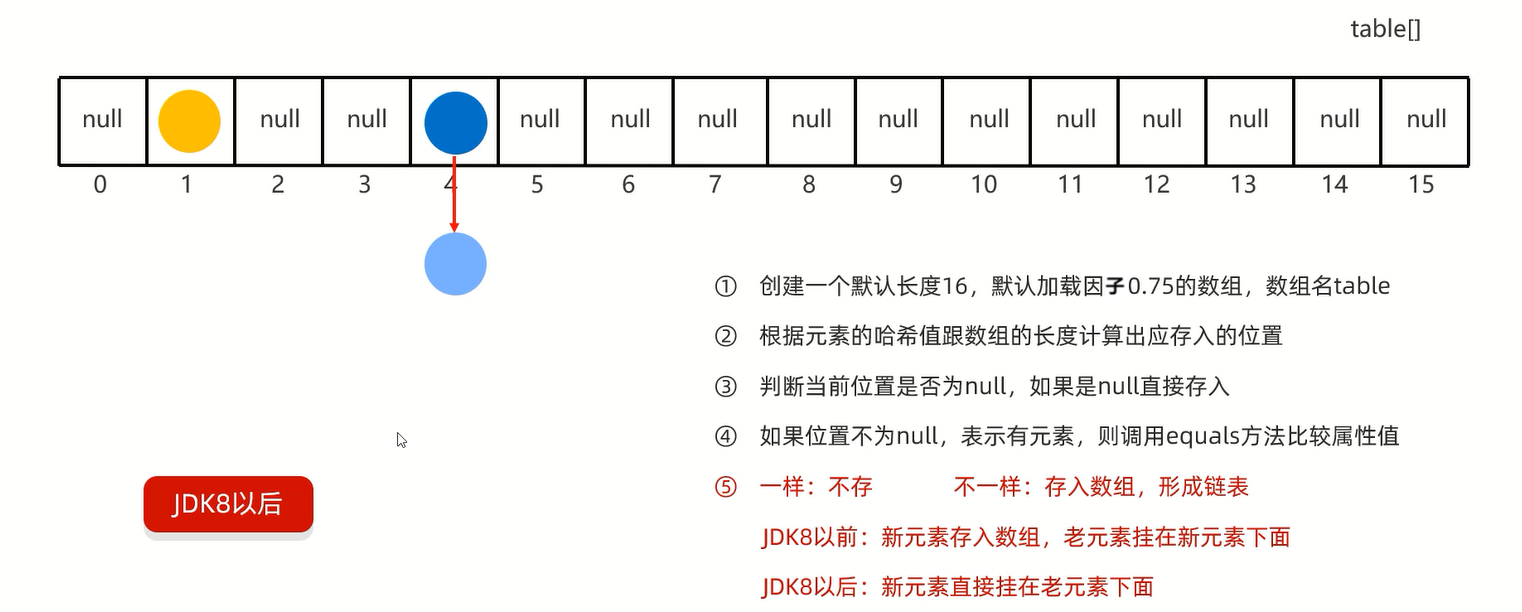 table[]
null null null null null null null null null null null null null null
0 1 2 3 4 5 6 7 8 9 10 11 12 13 14 15
① 创建一个默认长度16，默认加载因子0.75的数组，数组名table
② 根据元素的哈希值跟数组的长度计算出应存入的位置
③ 判断当前位置是否为null，如果是null直接存入
④ 如果位置不为null，表示有元素，则调用equals方法比较属性值
⑤ 一样：不存 不一样：存入数组，形成链表
JDK8以后
JDK8以前：新元素存入数组，老元素挂在新元素下面
JDK8以后：新元素直接挂在老元素下面